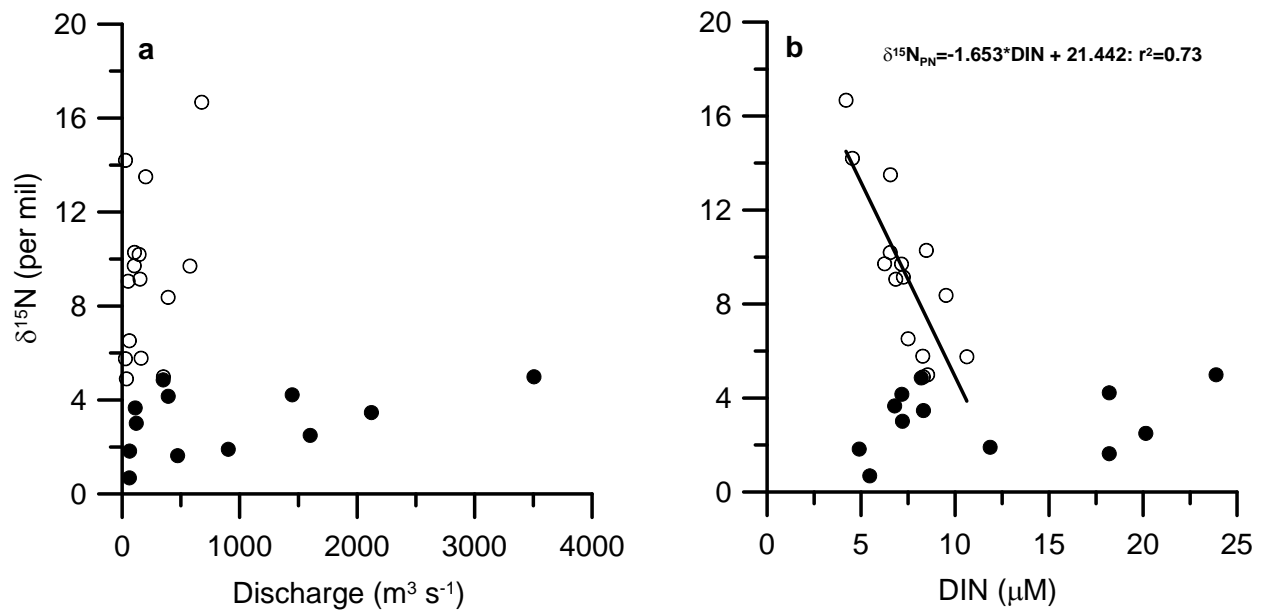 20
16
12
8
4
0
δ¹⁵N (per mil)
a
0 1000 2000 3000 4000
Discharge (m³ s⁻¹)
20
16
12
8
4
0
b
δ¹⁵N_PN=-1.653*DIN + 21.442: r²=0.73
0 5 10 15 20 25
DIN (μM)